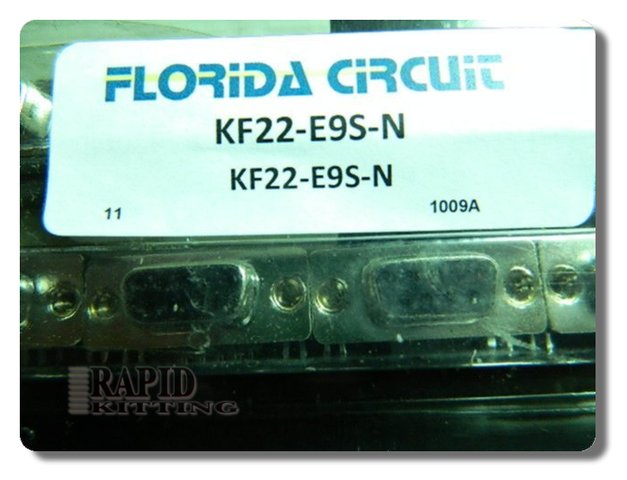 FLORIDA CIRCUIT
KF22-E9S-N
KF22-E9S-N
11 1009A
RAPID
KITTING